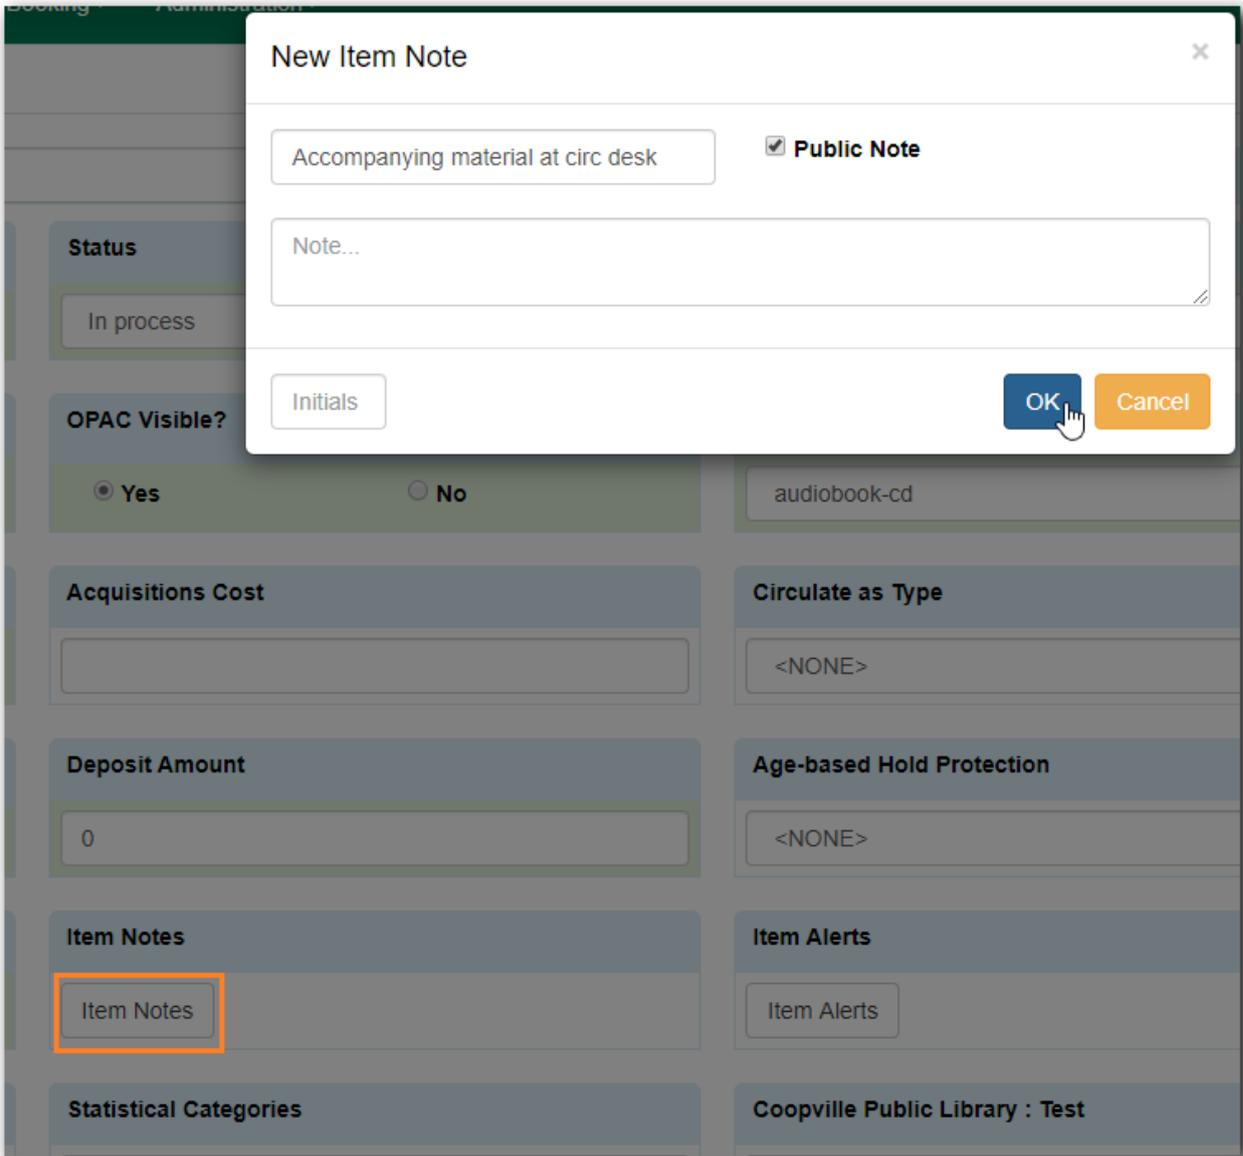 Booking Administration
New Item Note ×
Accompanying material at circ desk Public Note
Note...
Initials OK Cancel
Status
In process
OPAC Visible?
Yes No audiobook-cd
Acquisitions Cost Circulate as Type
<NONE>
Deposit Amount Age-based Hold Protection
0 <NONE>
Item Notes Item Alerts
Item Notes Item Alerts
Statistical Categories Coopville Public Library : Test